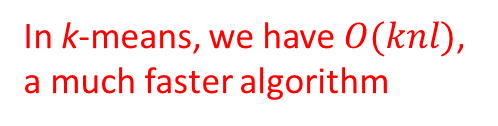 In k-means, we have O(knl),
a much faster algorithm